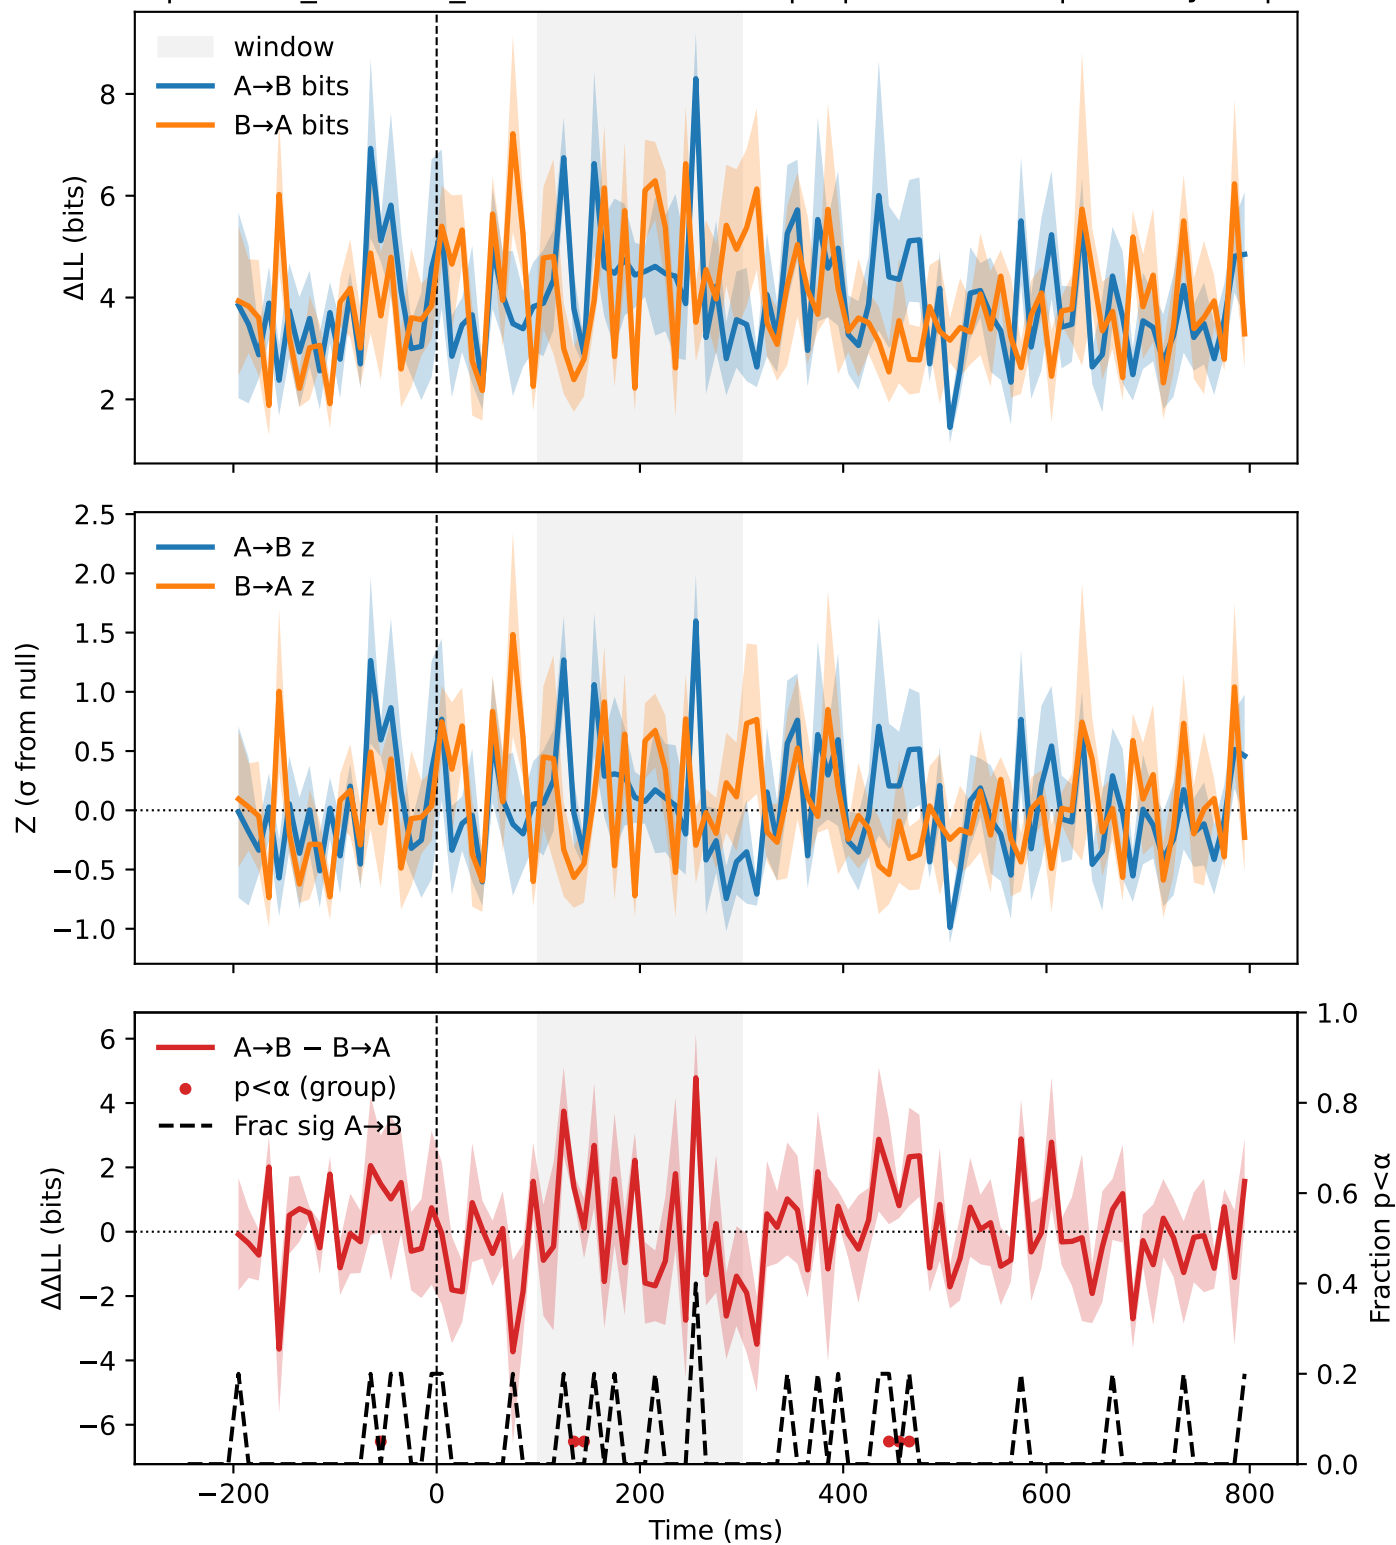 window
A→B bits
B→A bits
8
6
4
2
ΔLL (bits)
A→B z
B→A z
2.5
2.0
1.5
1.0
0.5
0.0
−0.5
−1.0
Z (σ from null)
A→B − B→A
p<α (group)
Frac sig A→B
6
4
2
0
−2
−4
−6
ΔΔLL (bits)
1.0
0.8
0.6
0.4
0.2
0.0
Fraction p<α
−200
0
200
400
600
800
Time (ms)